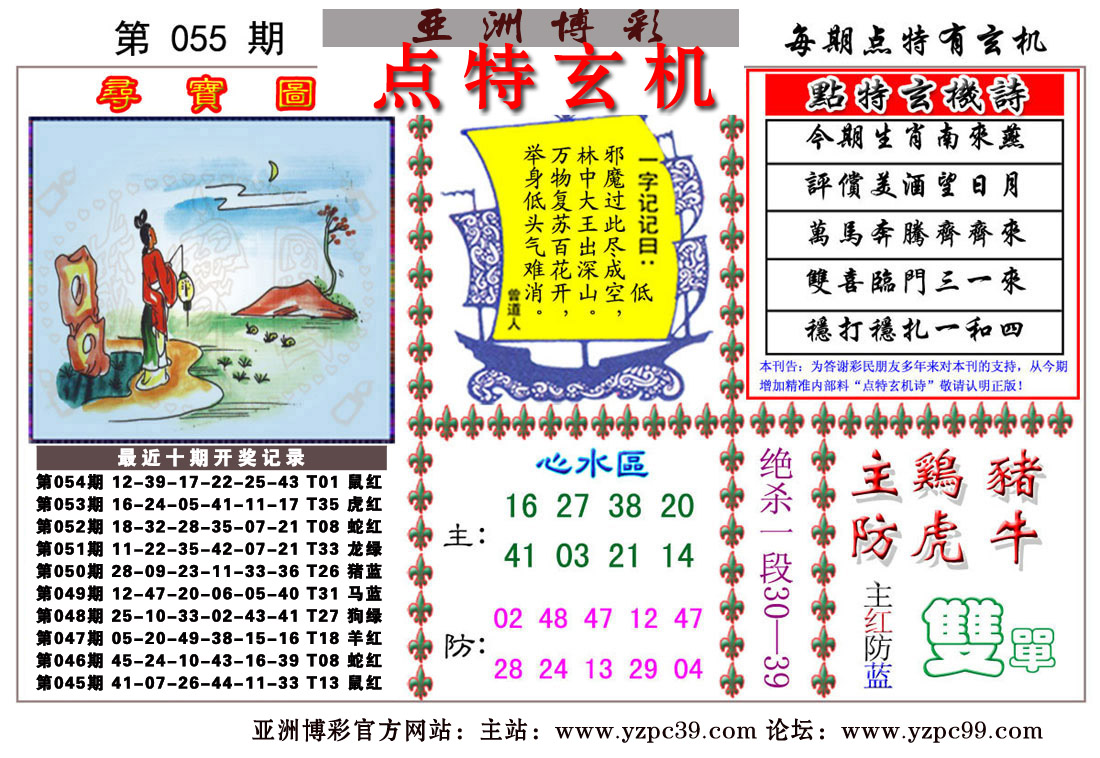 第 055 期
亚洲博彩
点特玄机
每期点特有玄机
尋寶圖
一字记记曰：低
邪魔过此尽成空，
林中大王出深山。
万物复苏百花开，
举身低头气难消。
曾道人
點特玄機詩
今期生肖南來燕
評價美酒望日月
萬馬奔騰齊齊來
雙喜臨門三一來
穩打穩扎一和四
本刊告：为答谢彩民朋友多年来对本刊的支持，从今期
增加精准内部料“点特玄机诗”敬请认明正版！
最近十期开奖记录
第054期 12-39-17-22-25-43 T01 鼠红
第053期 16-24-05-41-11-17 T35 虎红
第052期 18-32-28-35-07-21 T08 蛇红
第051期 11-22-35-42-07-21 T33 龙绿
第050期 28-09-23-11-33-36 T26 猪蓝
第049期 12-47-20-06-05-40 T31 马蓝
第048期 25-10-33-02-43-41 T27 狗绿
第047期 05-20-49-38-15-16 T18 羊红
第046期 45-24-10-43-16-39 T08 蛇红
第045期 41-07-26-44-11-33 T13 鼠红
心水區
主：
16 27 38 20
41 03 21 14
防：
02 48 47 12 47
28 24 13 29 04
绝杀一段30—39
主鷄豬
防虎牛
主红防蓝
雙單
亚洲博彩官方网站：主站：www.yzpc39.com 论坛：www.yzpc99.com